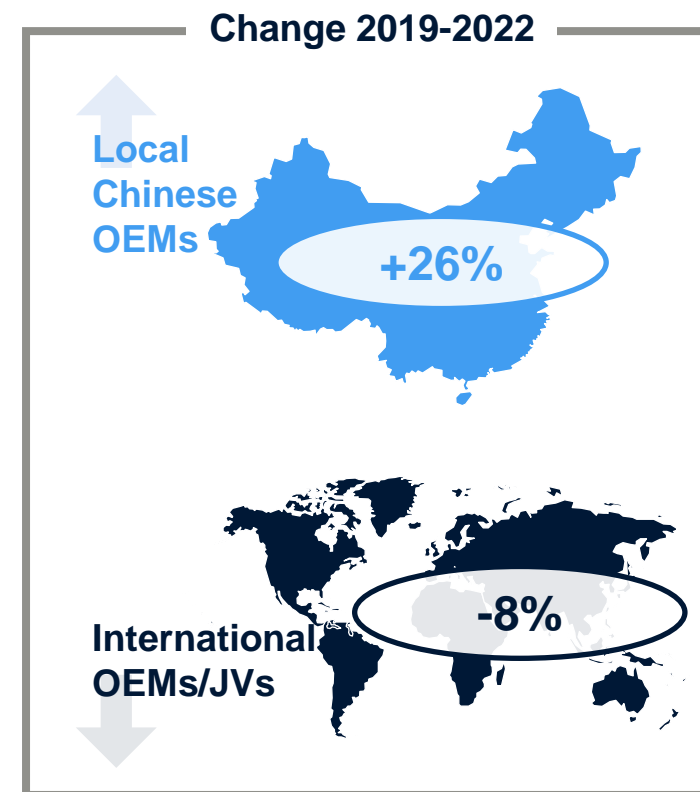 Change 2019-2022
Local
Chinese
OEMs
+26%
-8%
International
OEMs/JVs